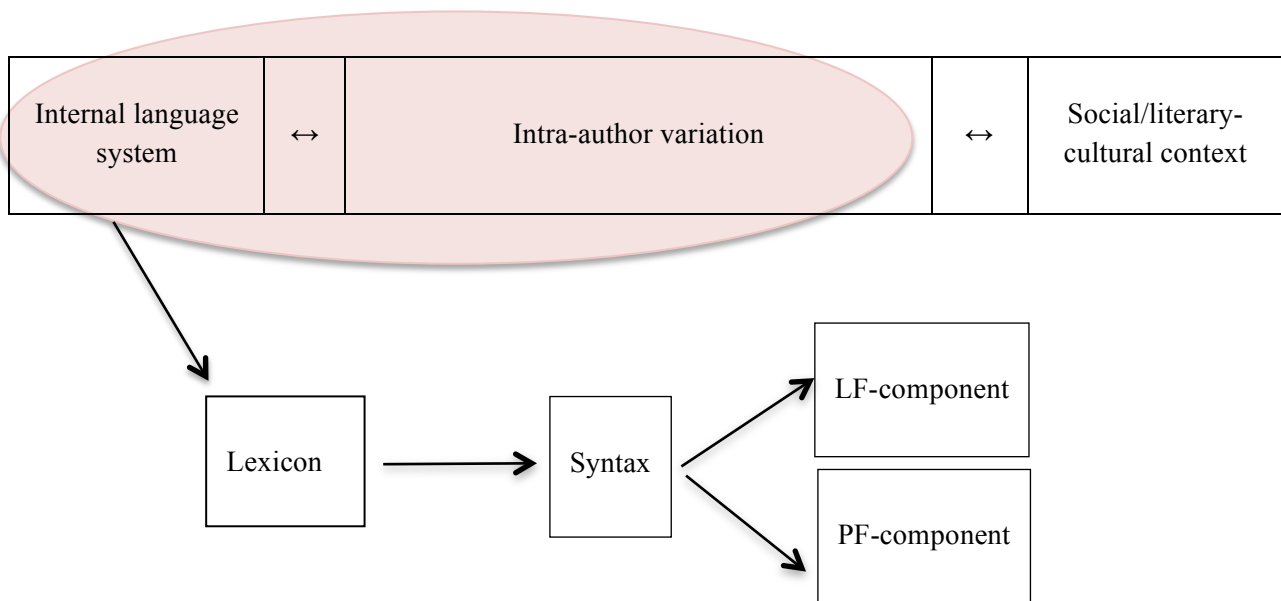 Internal language
system
↔
Intra-author variation
↔
Social/literary-
cultural context
LF-component
Lexicon
Syntax
PF-component